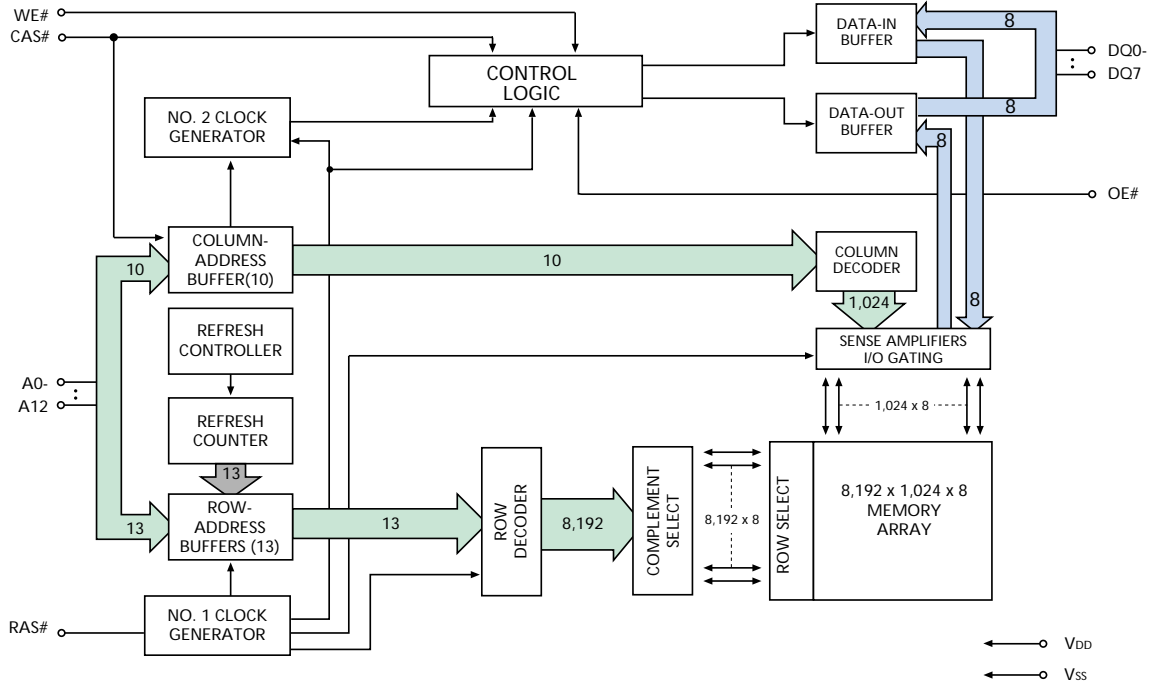 WE#
CAS#
CONTROL
LOGIC
DATA-IN
BUFFER
8
DQ0-
:
DQ7
NO. 2 CLOCK
GENERATOR
DATA-OUT
BUFFER
8
8
OE#
COLUMN-
ADDRESS
BUFFER(10)
10
10
COLUMN
DECODER
1,024
8
REFRESH
CONTROLLER
SENSE AMPLIFIERS
I/O GATING
A0-
:
A12
REFRESH
COUNTER
1,024 x 8
13
ROW-
ADDRESS
BUFFERS (13)
13
13
ROW
DECODER
8,192
COMPLEMENT
SELECT
8,192 x 8
ROW SELECT
8,192 x 1,024 x 8
MEMORY
ARRAY
NO. 1 CLOCK
GENERATOR
RAS#
VDD
VSS